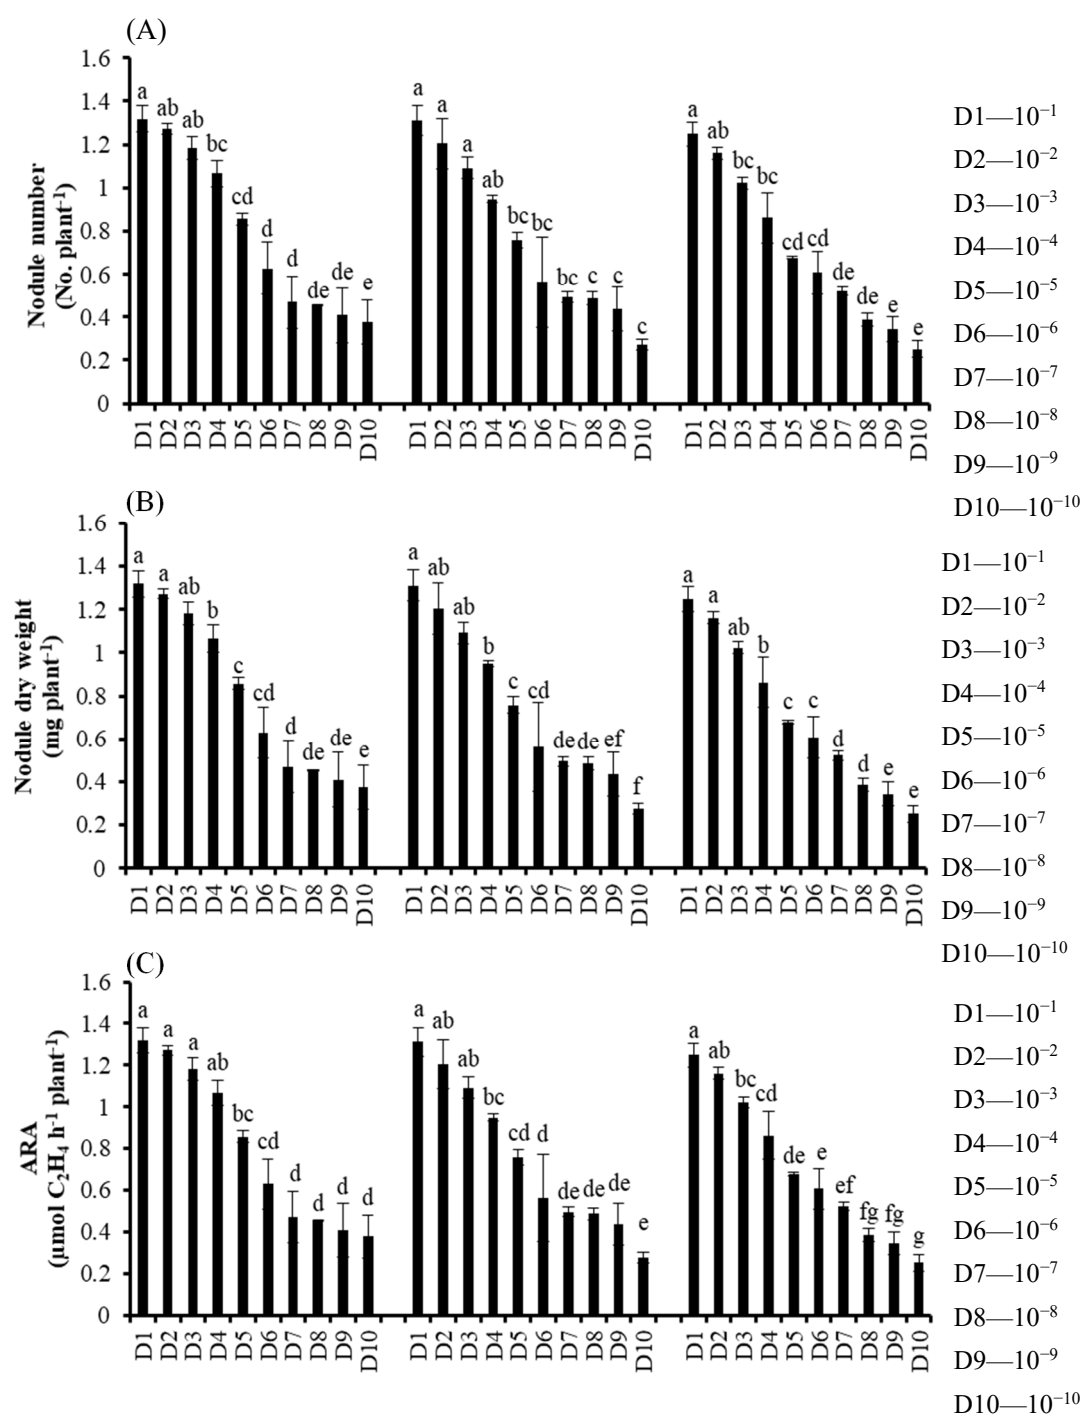 (A)
Nodule number
(No. plant⁻¹)
1.6
1.4
1.2
1
0.8
0.6
0.4
0.2
0
a ab ab bc cd d d de de e
a a a ab bc bc bc c c c
a ab bc bc cd cd de de e e
D1 D2 D3 D4 D5 D6 D7 D8 D9 D10
D1 D2 D3 D4 D5 D6 D7 D8 D9 D10
D1 D2 D3 D4 D5 D6 D7 D8 D9 D10
D1—10⁻¹
D2—10⁻²
D3—10⁻³
D4—10⁻⁴
D5—10⁻⁵
D6—10⁻⁶
D7—10⁻⁷
D8—10⁻⁸
D9—10⁻⁹
D10—10⁻¹⁰
(B)
Nodule dry weight
(mg plant⁻¹)
1.6
1.4
1.2
1
0.8
0.6
0.4
0.2
0
a a ab b c cd d de de e
a ab ab b c cd de de ef f
a a ab b c c d d e e
D1 D2 D3 D4 D5 D6 D7 D8 D9 D10
D1 D2 D3 D4 D5 D6 D7 D8 D9 D10
D1 D2 D3 D4 D5 D6 D7 D8 D9 D10
D1—10⁻¹
D2—10⁻²
D3—10⁻³
D4—10⁻⁴
D5—10⁻⁵
D6—10⁻⁶
D7—10⁻⁷
D8—10⁻⁸
D9—10⁻⁹
D10—10⁻¹⁰
(C)
ARA
(µmol C₂H₄ h⁻¹ plant⁻¹)
1.6
1.4
1.2
1
0.8
0.6
0.4
0.2
0
a a a ab bc cd d d d d
a ab ab bc cd d de de de e
a ab bc cd de e ef fg fg g
D1 D2 D3 D4 D5 D6 D7 D8 D9 D10
D1 D2 D3 D4 D5 D6 D7 D8 D9 D10
D1 D2 D3 D4 D5 D6 D7 D8 D9 D10
D1—10⁻¹
D2—10⁻²
D3—10⁻³
D4—10⁻⁴
D5—10⁻⁵
D6—10⁻⁶
D7—10⁻⁷
D8—10⁻⁸
D9—10⁻⁹
D10—10⁻¹⁰